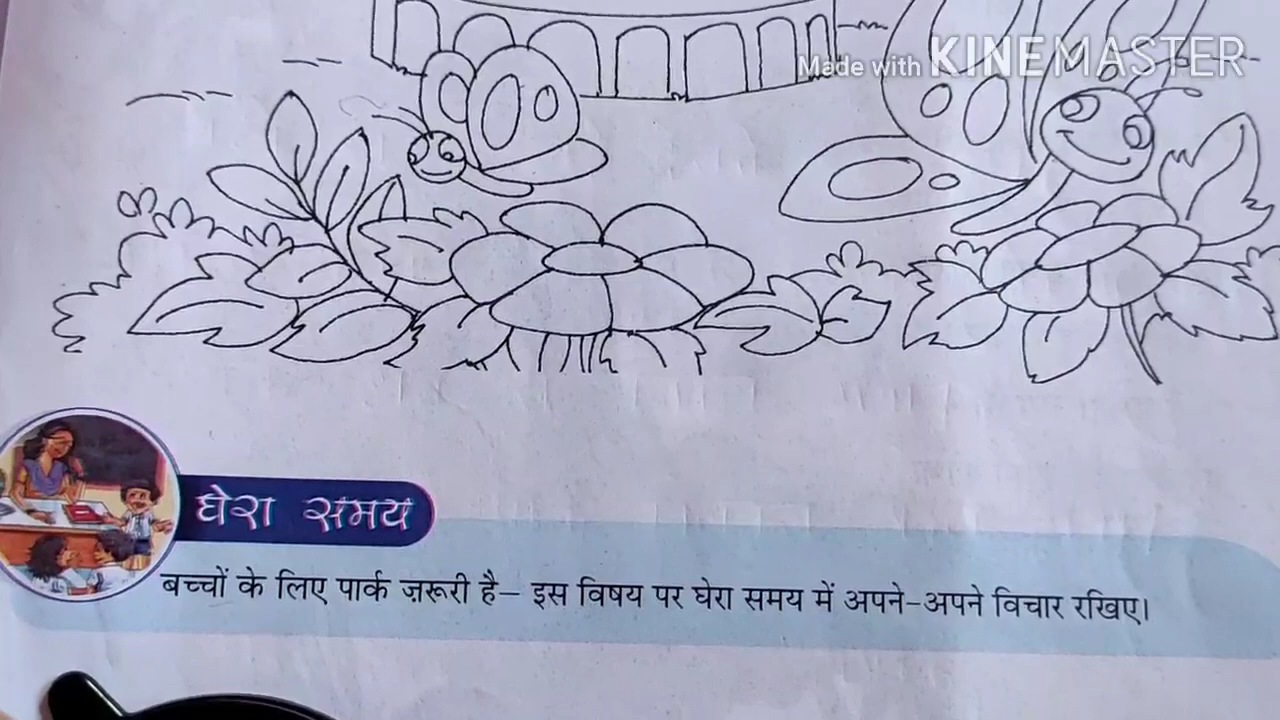 Made with KINEMASTER
घेरा समय
बच्चों के लिए पार्क ज़रूरी है– इस विषय पर घेरा समय में अपने-अपने विचार रखिए।